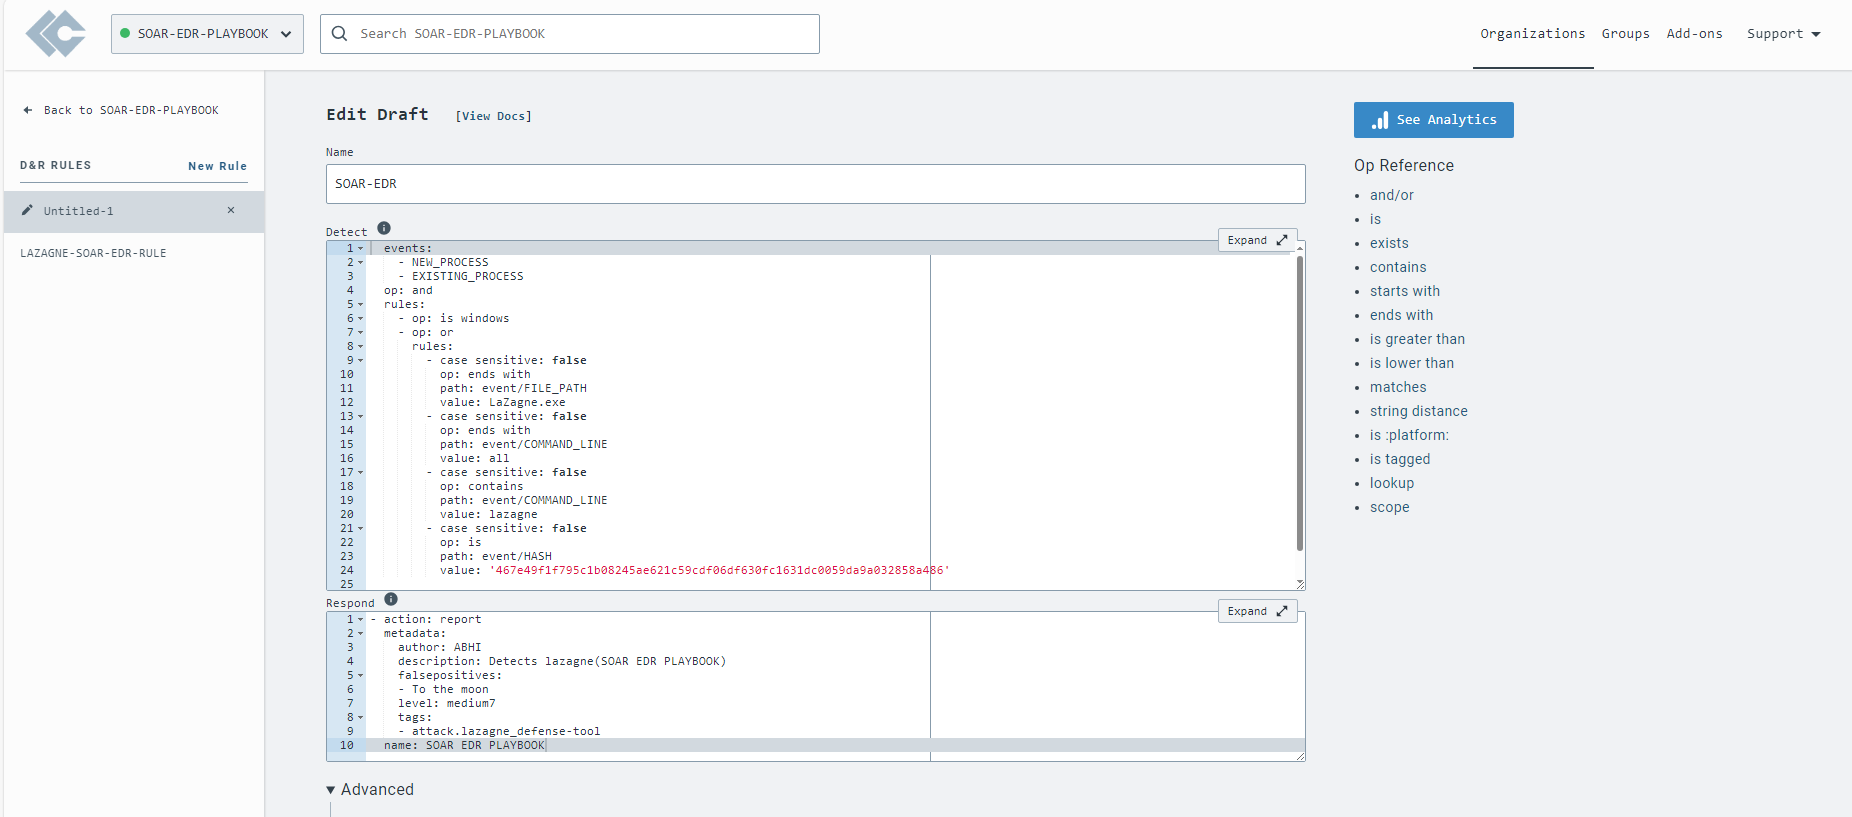 SOAR-EDR-PLAYBOOK
Search SOAR-EDR-PLAYBOOK
Organizations
Groups
Add-ons
Support
Back to SOAR-EDR-PLAYBOOK
D&R RULES
New Rule
Untitled-1
×
LAZAGNE-SOAR-EDR-RULE
Edit Draft [View Docs]
Name
SOAR-EDR
Detect
Expand
1 events:
2 - NEW_PROCESS
3 - EXISTING_PROCESS
4 op: and
5 rules:
6 - op: is windows
7 - op: or
8 rules:
9 - case sensitive: false
10 op: ends with
11 path: event/FILE_PATH
12 value: LaZagne.exe
13 - case sensitive: false
14 op: ends with
15 path: event/COMMAND_LINE
16 value: all
17 - case sensitive: false
18 op: contains
19 path: event/COMMAND_LINE
20 value: lazagne
21 - case sensitive: false
22 op: is
23 path: event/HASH
24 value: '467e49f1f795c1b08245ae621c59cdf06df630fc1631dc0059da9a032858a486'
25
Respond
Expand
1 - action: report
2 metadata:
3 author: ABHI
4 description: Detects lazagne(SOAR EDR PLAYBOOK)
5 falsepositives:
6 - To the moon
7 level: medium7
8 tags:
9 - attack.lazagne_defense-tool
10 name: SOAR EDR PLAYBOOK
Advanced
See Analytics
Op Reference
and/or
is
exists
contains
starts with
ends with
is greater than
is lower than
matches
string distance
is :platform:
is tagged
lookup
scope